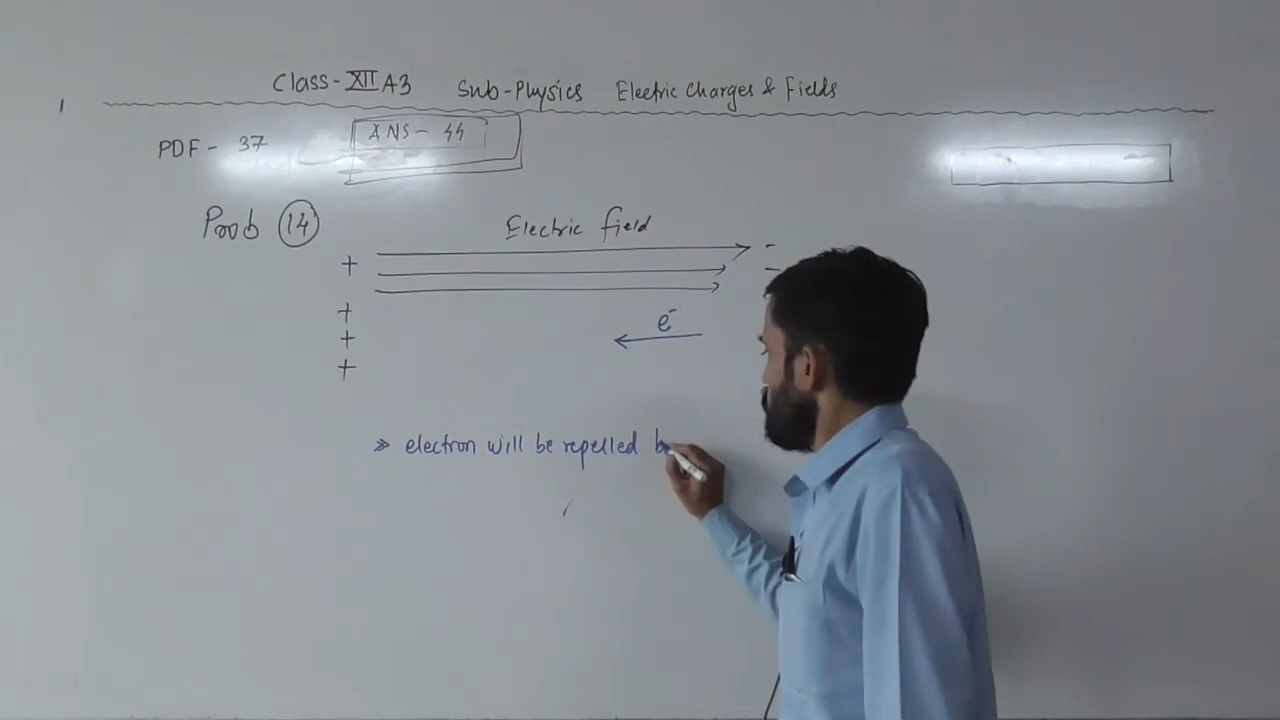 Class-XII A3 Sub-Physics Electric Charges & Fields
PDF - 37 ANS- 44
Prob 14
Electric field
+ -
+ e-
+
+
» electron will be repelled b